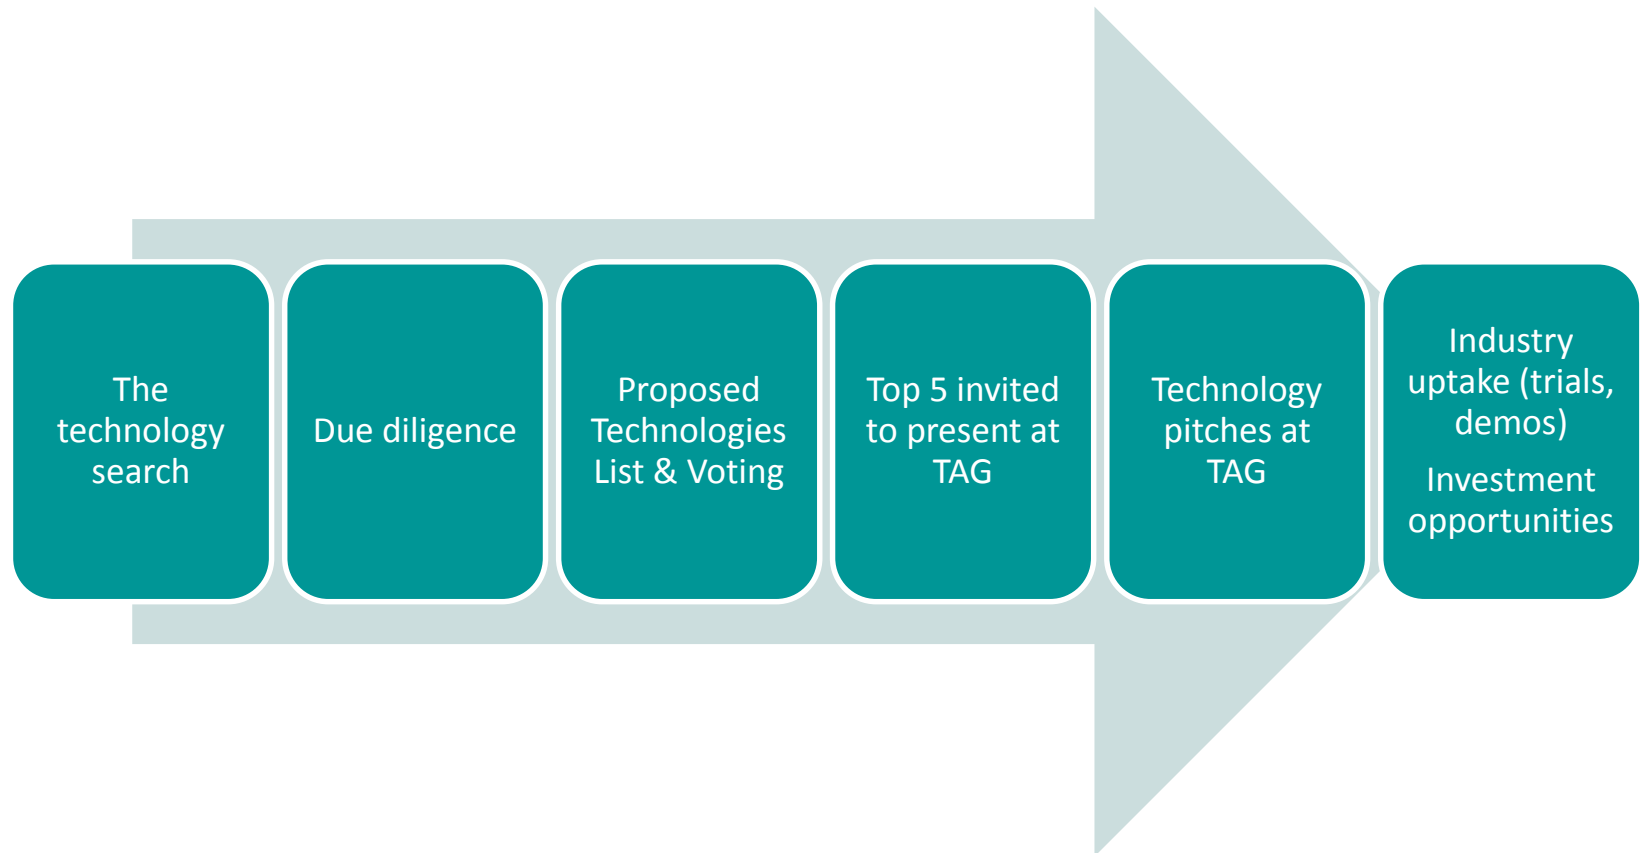 The
technology
search
Due diligence
Proposed
Technologies
List & Voting
Top 5 invited
to present at
TAG
Technology
pitches at
TAG
Industry
uptake (trials,
demos)
Investment
opportunities